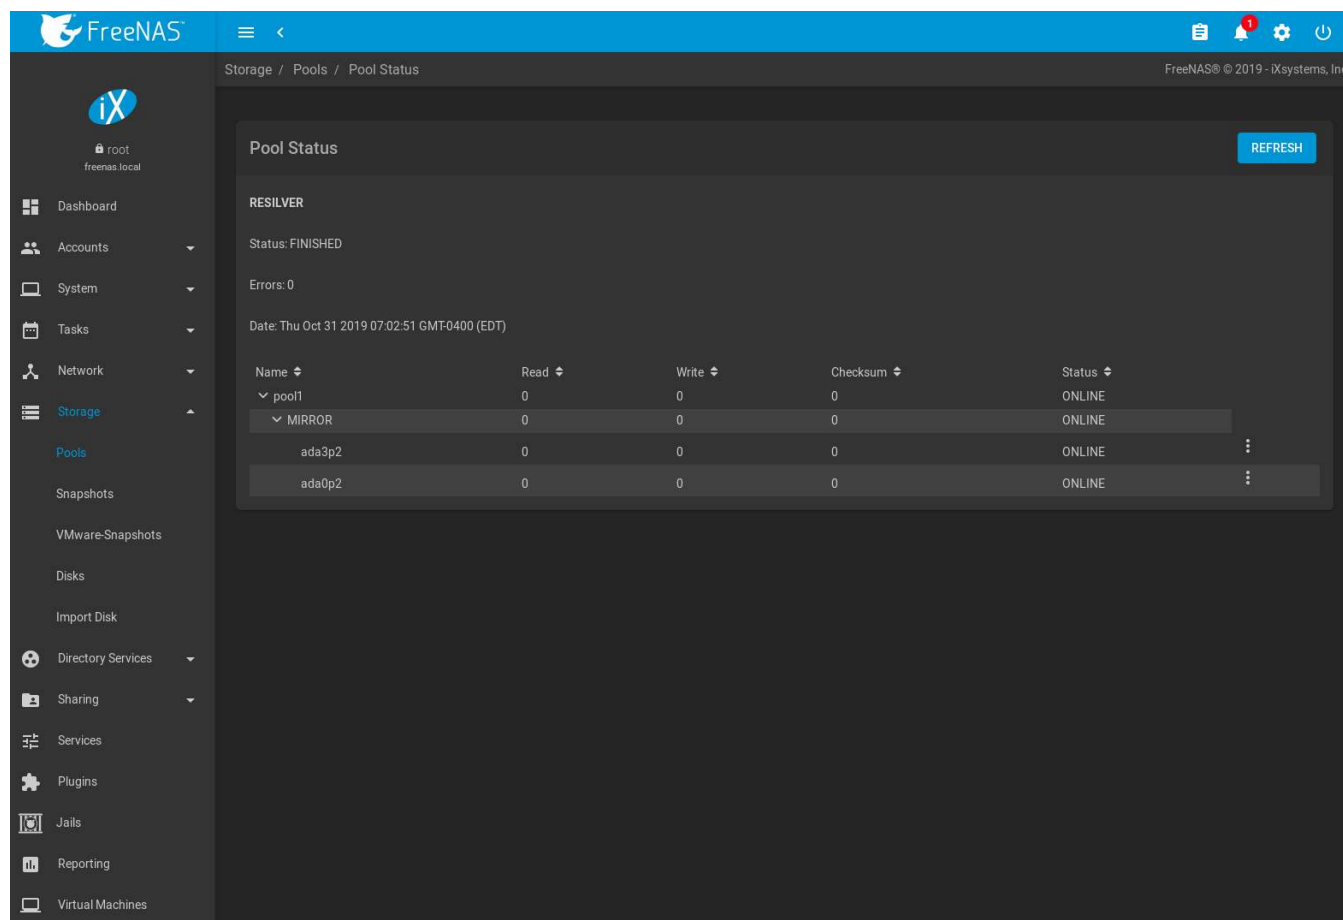 FreeNAS®
1
Storage / Pools / Pool Status
FreeNAS® © 2019 - iXsystems, Inc
iX
root
freenas.local
Dashboard
Accounts
System
Tasks
Network
Storage
Pools
Snapshots
VMware-Snapshots
Disks
Import Disk
Directory Services
Sharing
Services
Plugins
Jails
Reporting
Virtual Machines
Pool Status
REFRESH
RESILVER
Status: FINISHED
Errors: 0
Date: Thu Oct 31 2019 07:02:51 GMT-0400 (EDT)
Name Read Write Checksum Status
pool1 0 0 0 ONLINE
MIRROR 0 0 0 ONLINE
ada3p2 0 0 0 ONLINE
ada0p2 0 0 0 ONLINE